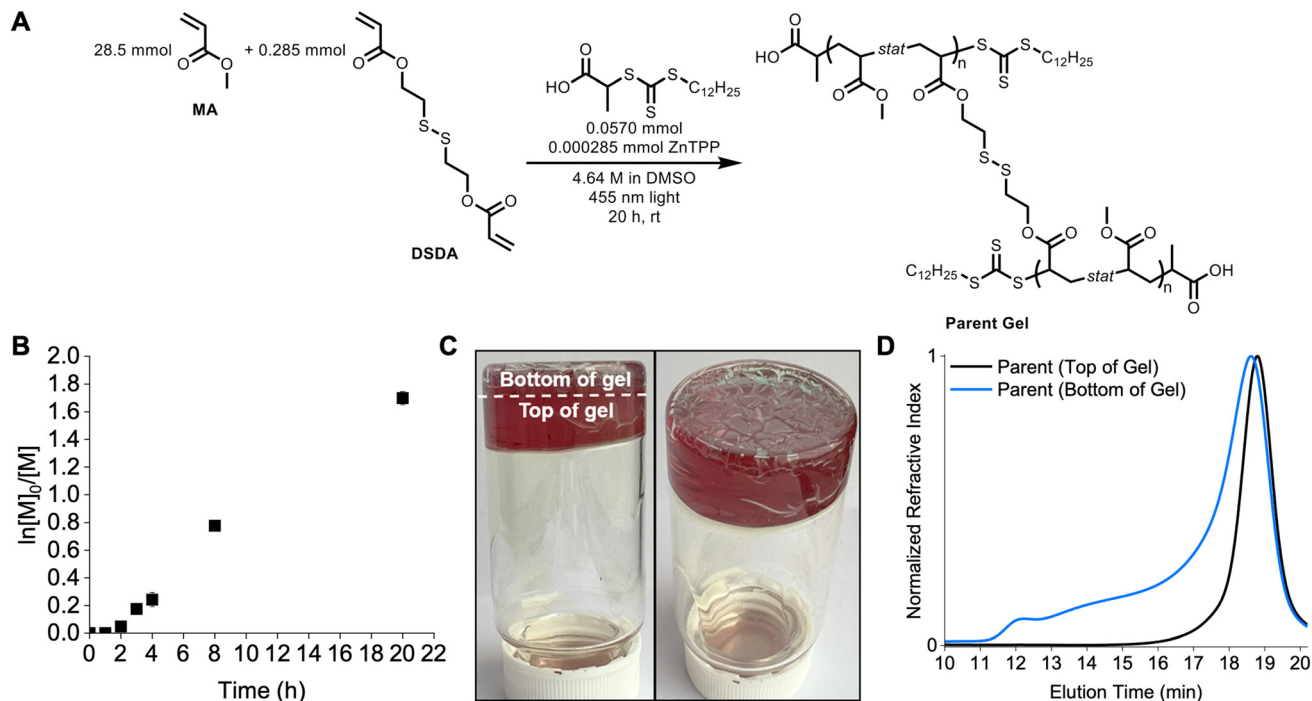 A
28.5 mmol
O
O
MA
+ 0.285 mmol
O
O
S
S
O
O
DSDA
O
HO
S
S
C12H25
S
0.0570 mmol
0.000285 mmol ZnTPP
4.64 M in DMSO
455 nm light
20 h, rt
O
HO
stat
n
S
S
C12H25
S
O
O
O
O
S
S
O
O
O
O
S
C12H25
S
S
stat
n
OH
O
Parent Gel
B
ln[M]0/[M]
2.0
1.8
1.6
1.4
1.2
1.0
0.8
0.6
0.4
0.2
0.0
0 2 4 6 8 10 12 14 16 18 20 22
Time (h)
C
Bottom of gel
Top of gel
D
Normalized Refractive Index
1
0
Parent (Top of Gel)
Parent (Bottom of Gel)
10 11 12 13 14 15 16 17 18 19 20
Elution Time (min)